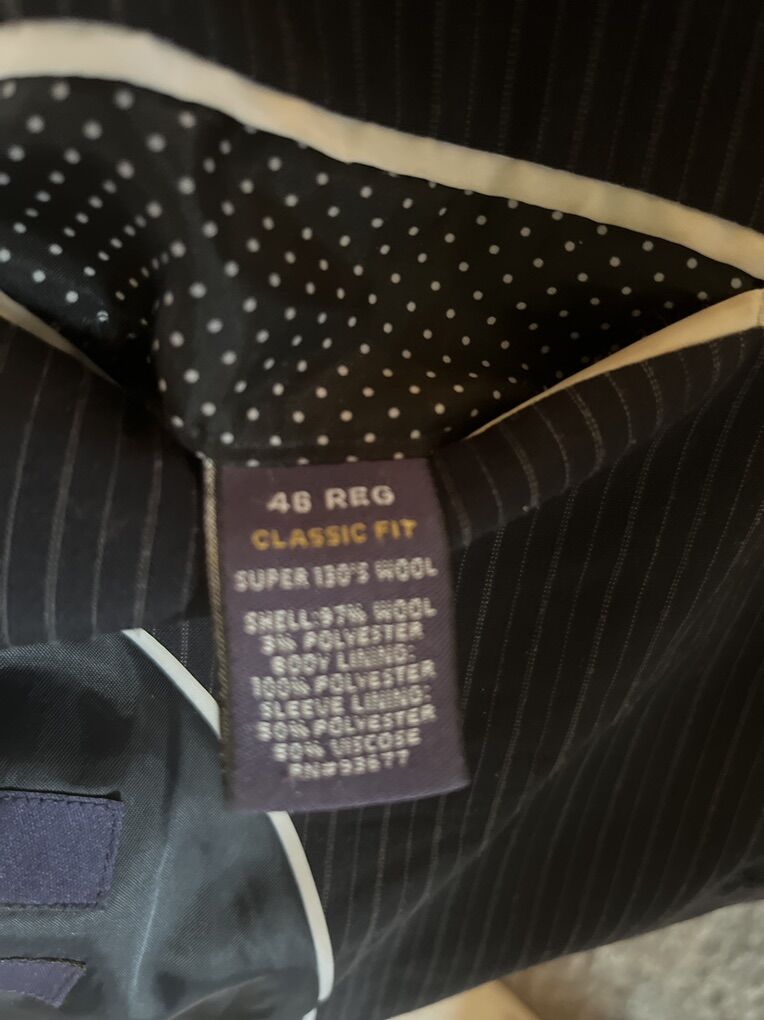 46 REG
CLASSIC FIT
SUPER 130'S WOOL
SHELL: 97% WOOL
3% POLYESTER
BODY LINING:
100% POLYESTER
SLEEVE LINING:
50% POLYESTER
50% VISCOSE
RN#93677